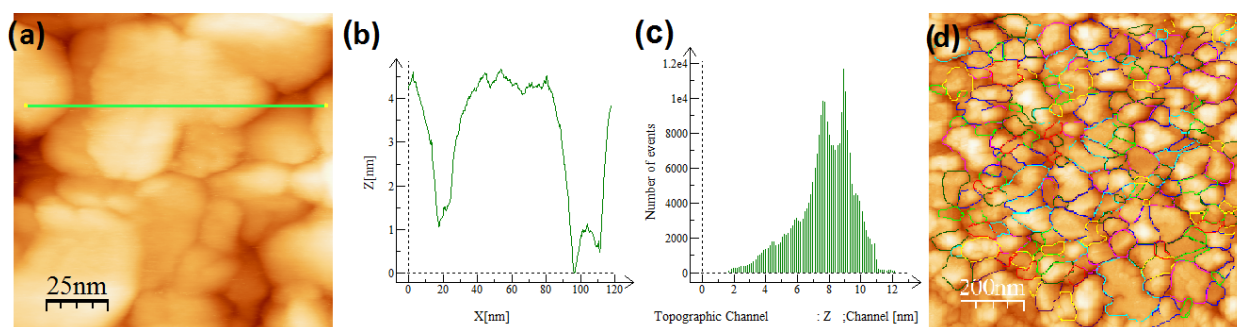 (a)
25nm
(b)
Z[nm]
4
3
2
1
0
0 20 40 60 80 100 120
X[nm]
(c)
Number of events
1.2e4
1e4
8000
6000
4000
2000
0
0 2 4 6 8 10 12
Topographic Channel : Z ;Channel [nm]
(d)
200nm